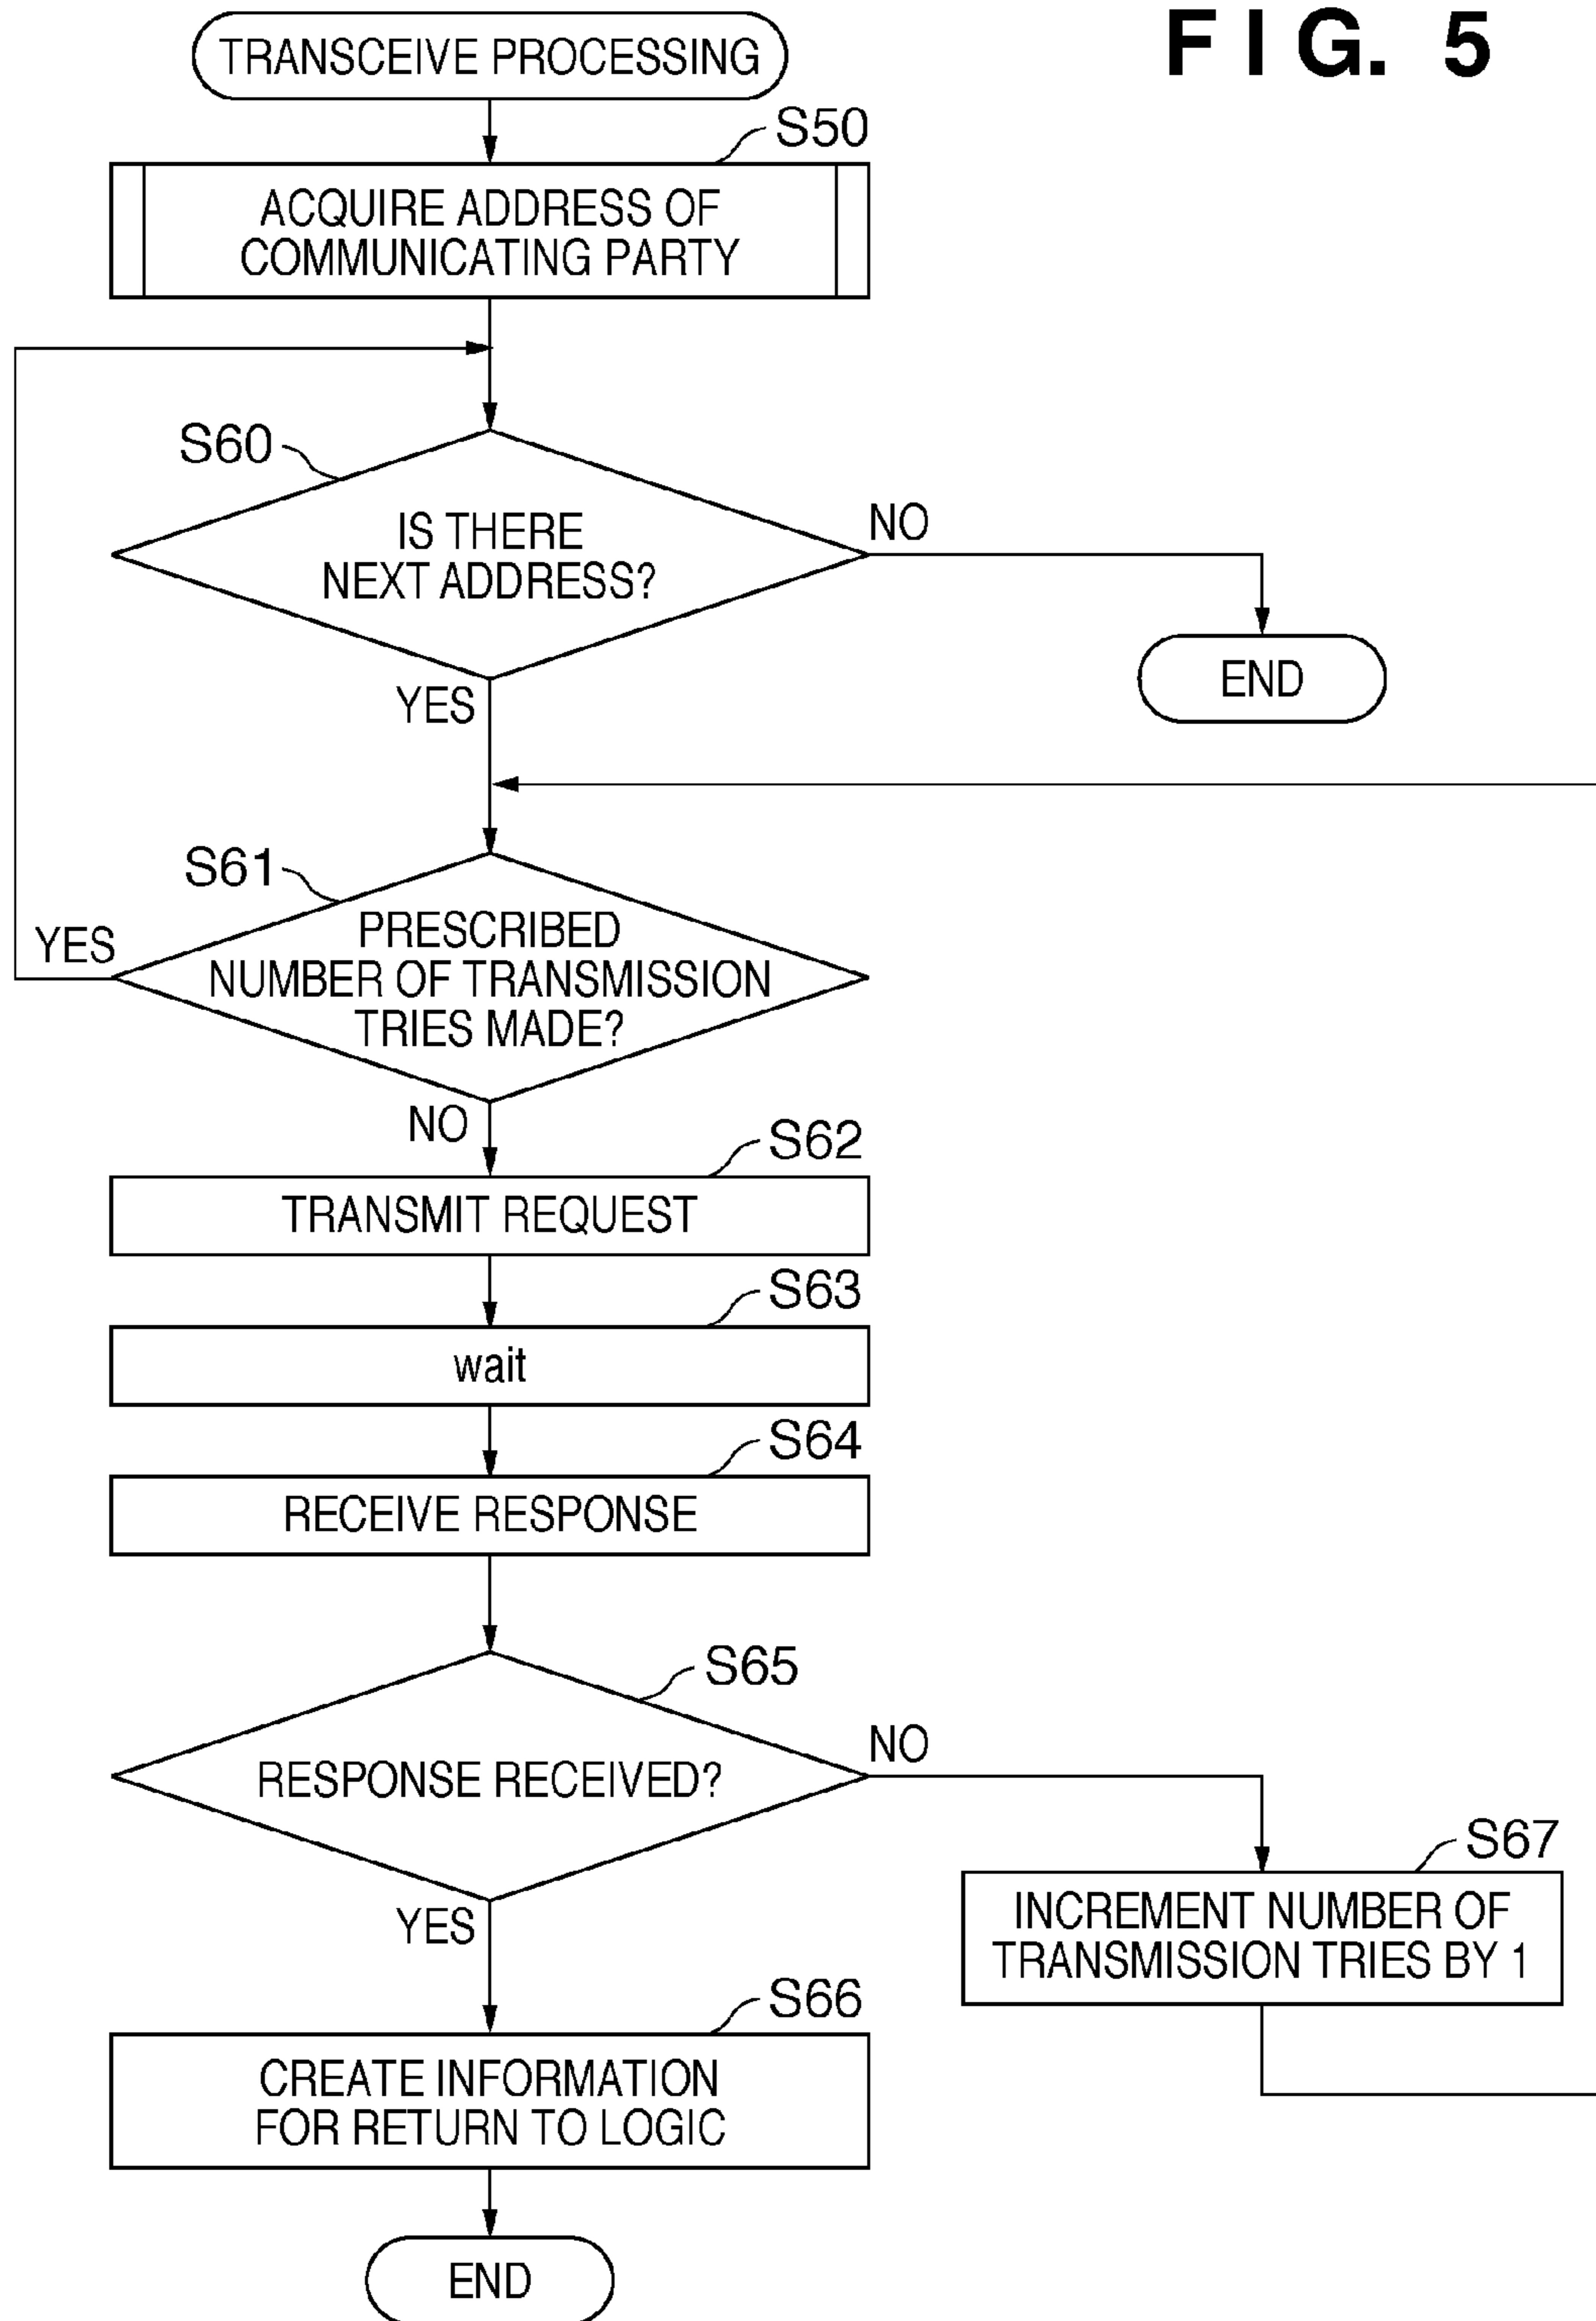 FIG. 5
TRANSCEIVE PROCESSING
S50
ACQUIRE ADDRESS OF
COMMUNICATING PARTY
S60
IS THERE
NEXT ADDRESS?
NO
END
YES
S61
YES
PRESCRIBED
NUMBER OF TRANSMISSION
TRIES MADE?
NO
S62
TRANSMIT REQUEST
S63
wait
S64
RECEIVE RESPONSE
S65
RESPONSE RECEIVED?
NO
S67
INCREMENT NUMBER OF
TRANSMISSION TRIES BY 1
YES
S66
CREATE INFORMATION
FOR RETURN TO LOGIC
END